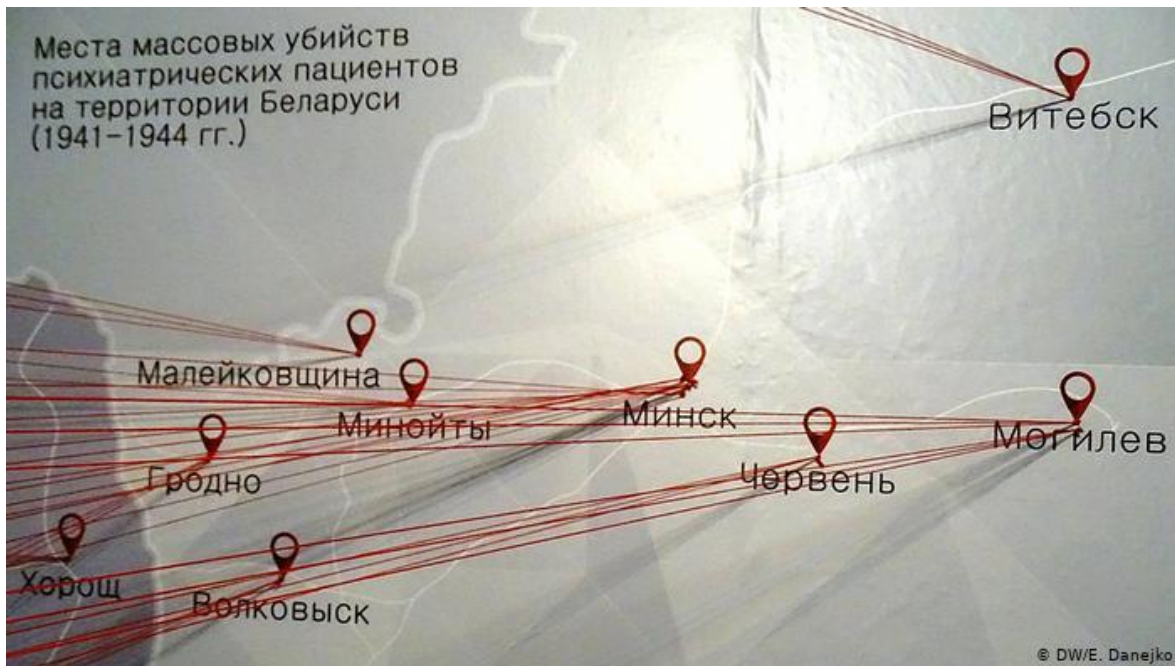 Места массовых убийств
психиатрических пациентов
на территории Беларуси
(1941-1944 гг.)
Витебск
Малейковщина
Минойты
Минск
Могилев
Гродно
Червень
Хорощ
Волковыск
© DW/E. Danejko